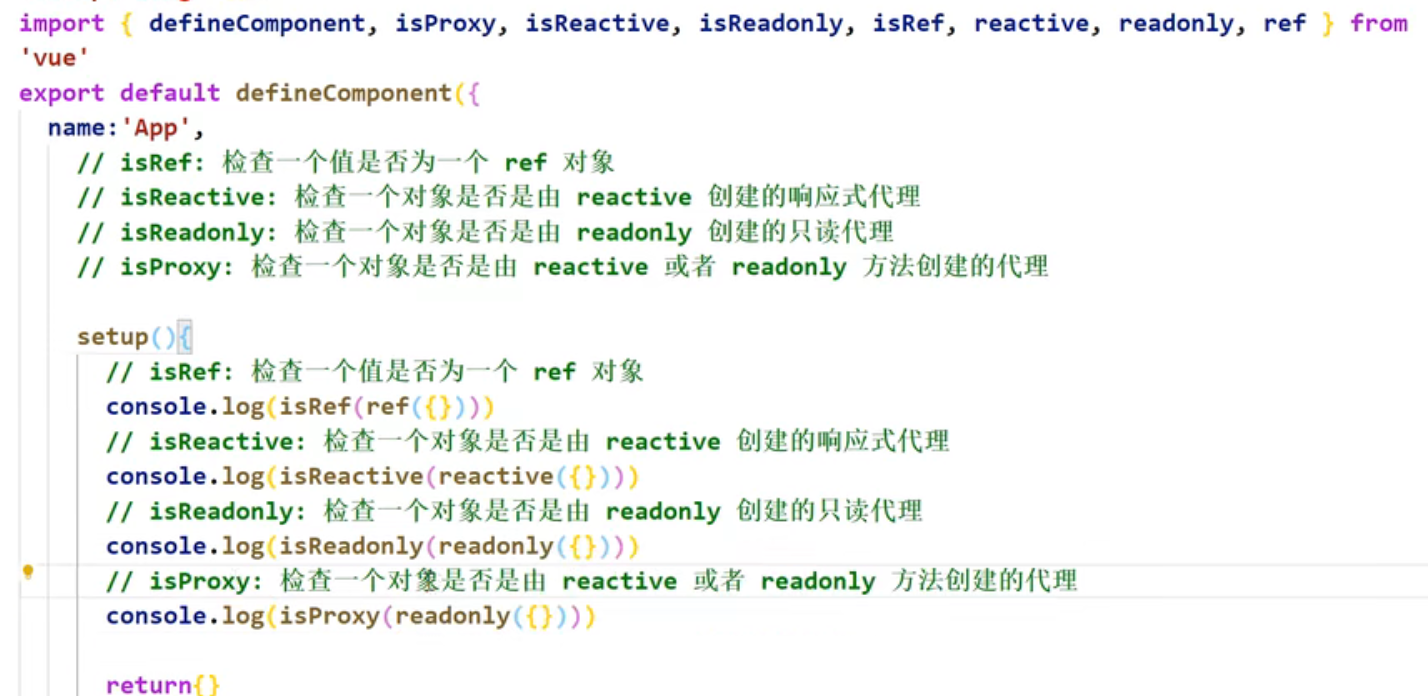 import { defineComponent, isProxy, isReactive, isReadonly, isRef, reactive, readonly, ref } from
'vue'
export default defineComponent({
name:'App',
// isRef: 检查一个值是否为一个 ref 对象
// isReactive: 检查一个对象是否是由 reactive 创建的响应式代理
// isReadonly: 检查一个对象是否是由 readonly 创建的只读代理
// isProxy: 检查一个对象是否是由 reactive 或者 readonly 方法创建的代理
setup(){
// isRef: 检查一个值是否为一个 ref 对象
console.log(isRef(ref({})))
// isReactive: 检查一个对象是否是由 reactive 创建的响应式代理
console.log(isReactive(reactive({})))
// isReadonly: 检查一个对象是否是由 readonly 创建的只读代理
console.log(isReadonly(readonly({})))
// isProxy: 检查一个对象是否是由 reactive 或者 readonly 方法创建的代理
console.log(isProxy(readonly({})))
return{}